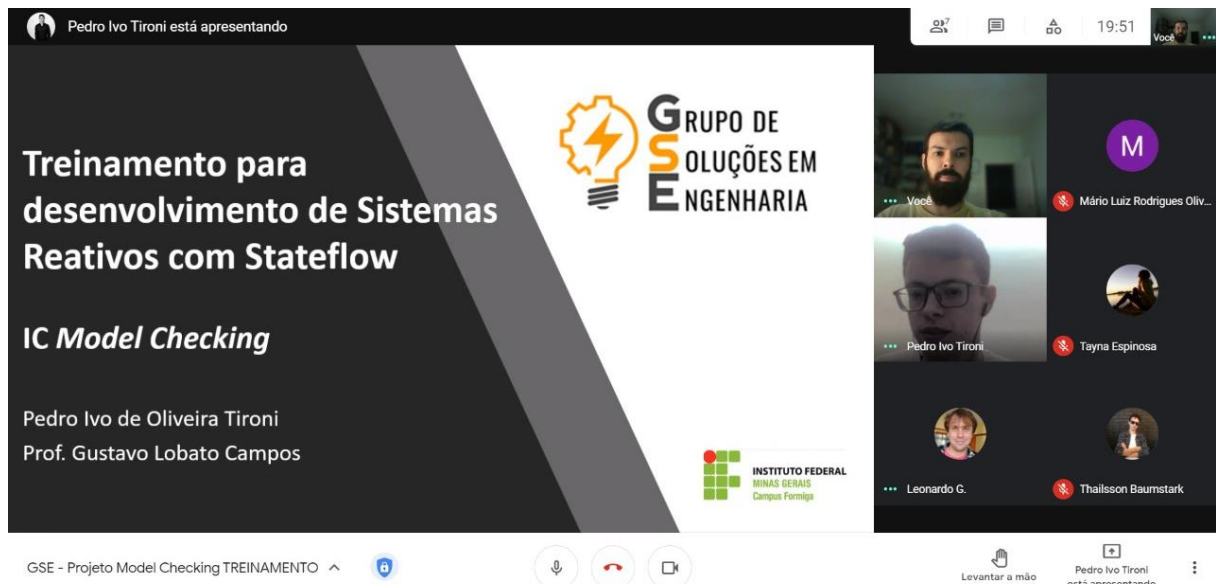 Pedro Ivo Tironi está apresentando
7
19:51
Você
Treinamento para
desenvolvimento de Sistemas
Reativos com Stateflow
IC Model Checking
Pedro Ivo de Oliveira Tironi
Prof. Gustavo Lobato Campos
GRUPO DE
SOLUÇÕES EM
ENGENHARIA
INSTITUTO FEDERAL
MINAS GERAIS
Campus Formiga
Você
M
Mário Luiz Rodrigues Oliv...
Pedro Ivo Tironi
Tayna Espinosa
Leonardo G.
Thailsson Baumstark
GSE - Projeto Model Checking TREINAMENTO
Levantar a mão
Pedro Ivo Tironi
está apresentando